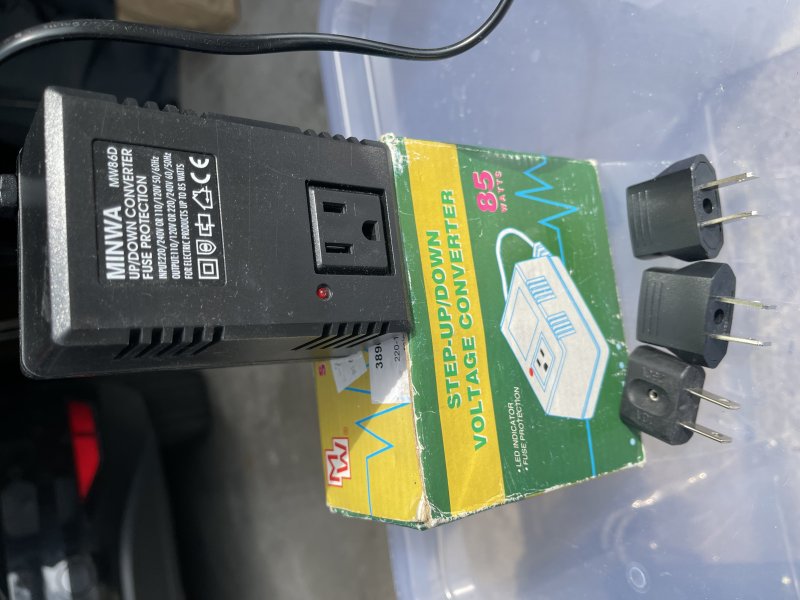 MINWA MW86D
UP/DOWN CONVERTER
FUSE PROTECTION
INPUT:220/240V OR 110/120V 50/60Hz
OUTPUT:110/120V OR 220/240V 60/50Hz
FOR ELECTRIC PRODUCTS UP TO 85 WATTS
CE
85
WATTS
STEP-UP/DOWN
VOLTAGE CONVERTER
• LED INDICATOR
• FUSE PROTECTION
MW